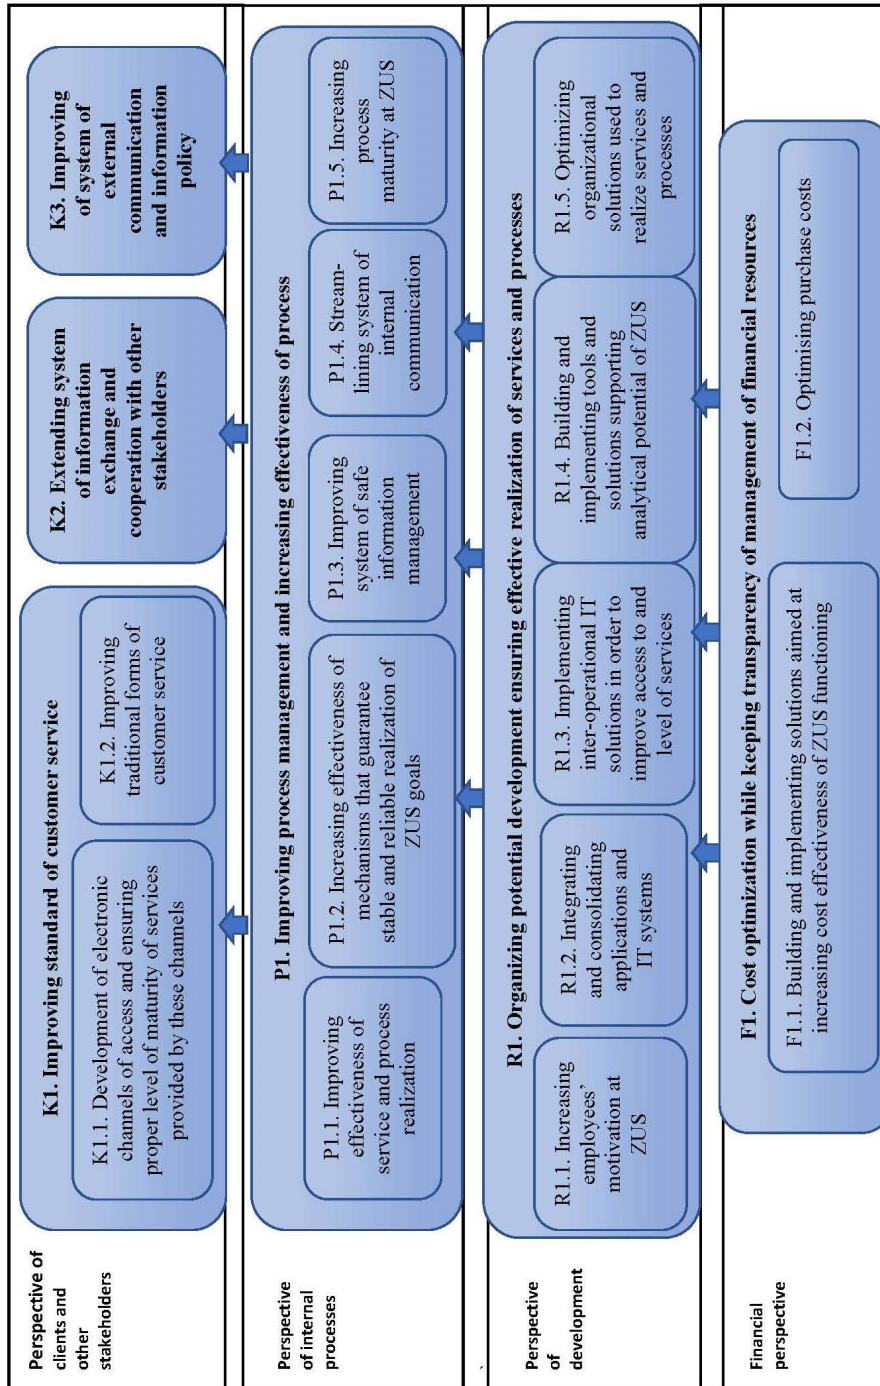 Perspective of
clients and
other
stakeholders
K1. Improving standard of customer service
K1.1. Development of electronic
channels of access and ensuring
proper level of maturity of services
provided by these channels
K1.2. Improving
traditional forms of
customer service
K2. Extending system
of information
exchange and
cooperation with other
stakeholders
K3. Improving
of system of
external
communication
and information
policy
Perspective
of internal
processes
P1. Improving process management and increasing effectiveness of process
P1.1. Improving
effectiveness of
service and process
realization
P1.2. Increasing effectiveness of
mechanisms that guarantee
stable and reliable realization of
ZUS goals
P1.3. Improving
system of safe
information
management
P1.4. Stream-
lining system of
internal
communication
P1.5. Increasing
process
maturity at ZUS
Perspective
of
development
R1. Organizing potential development ensuring effective realization of services and processes
R1.1. Increasing
employees’
motivation at
ZUS
R1.2. Integrating
and consolidating
applications and
IT systems
R1.3. Implementing
inter-operational IT
solutions in order to
improve access to and
level of services
R1.4. Building and
implementing tools and
solutions supporting
analytical potential of ZUS
R1.5. Optimizing
organizational
solutions used to
realize services and
processes
Financial
perspective
F1. Cost optimization while keeping transparency of management of financial resources
F1.1. Building and implementing solutions aimed at
increasing cost effectiveness of ZUS functioning
F1.2. Optimising purchase costs